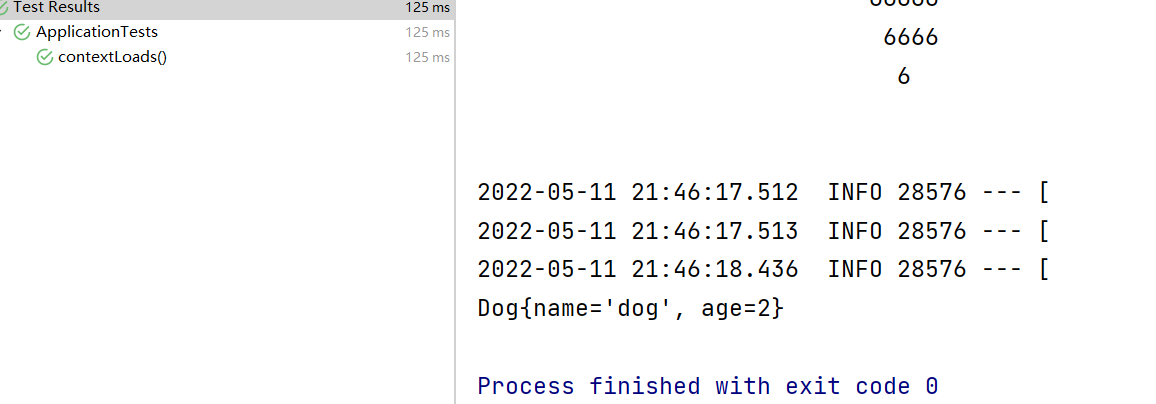 Test Results 125 ms
ApplicationTests 125 ms
contextLoads() 125 ms
6666
6
2022-05-11 21:46:17.512  INFO 28576 --- [
2022-05-11 21:46:17.513  INFO 28576 --- [
2022-05-11 21:46:18.436  INFO 28576 --- [
Dog{name='dog', age=2}
Process finished with exit code 0